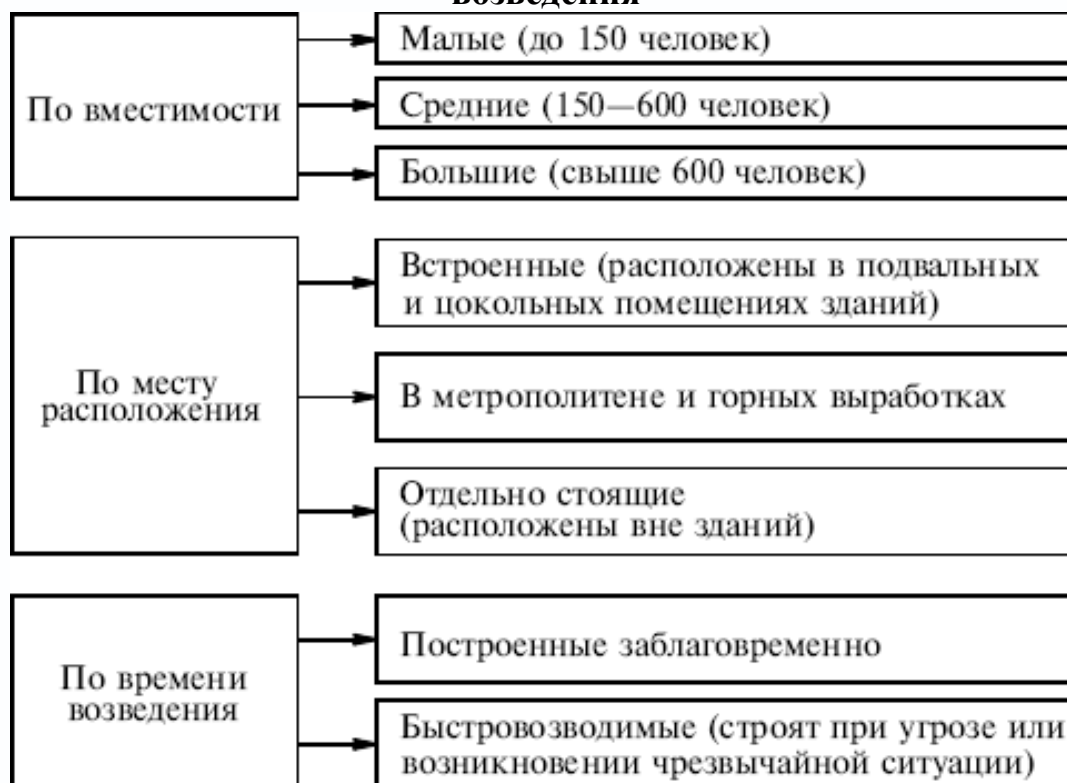 возведения
По вместимости
Малые (до 150 человек)
Средние (150—600 человек)
Большие (свыше 600 человек)
По месту
расположения
Встроенные (расположены в подвальных
и цокольных помещениях зданий)
В метрополитене и горных выработках
Отдельно стоящие
(расположены вне зданий)
По времени
возведения
Построенные заблаговременно
Быстровозводимые (строят при угрозе или
возникновении чрезвычайной ситуации)